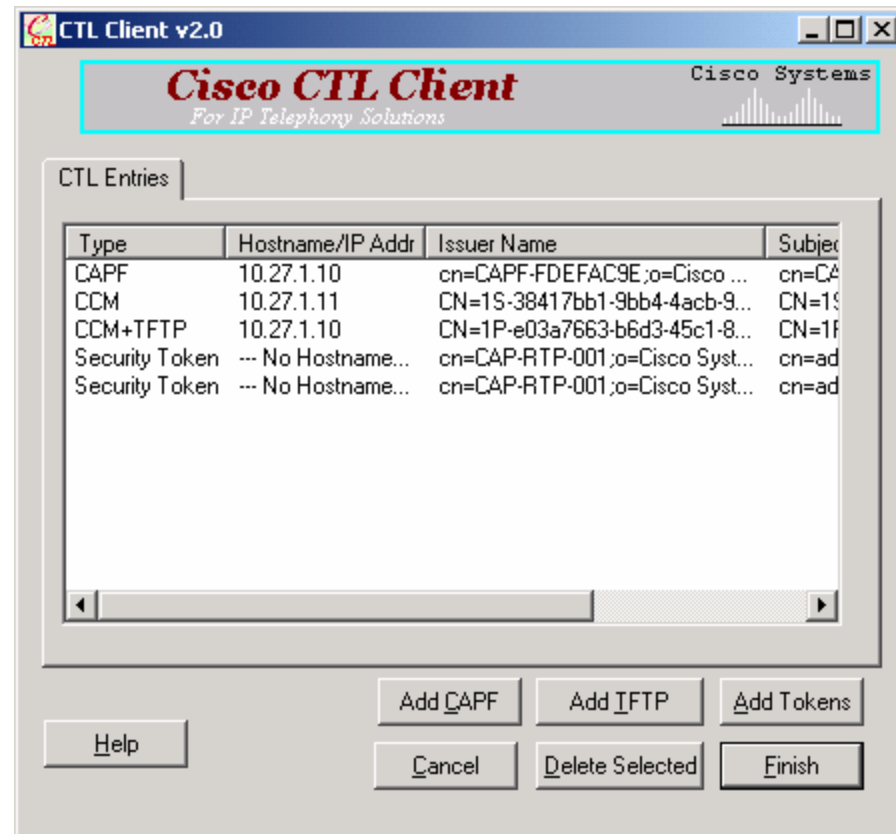 CTL Client v2.0
Cisco CTL Client
For IP Telephony Solutions
Cisco Systems
CTL Entries
Type Hostname/IP Addr Issuer Name Subjec
CAPF 10.27.1.10 cn=CAPF-FDEFAC9E;o=Cisco ... cn=CA
CCM 10.27.1.11 CN=1S-38417bb1-9bb4-4acb-9... CN=1S
CCM+TFTP 10.27.1.10 CN=1P-e03a7663-b6d3-45c1-8... CN=1P
Security Token --- No Hostname... cn=CAP-RTP-001;o=Cisco Syst... cn=ad
Security Token --- No Hostname... cn=CAP-RTP-001;o=Cisco Syst... cn=ad
Add CAPF Add TFTP Add Tokens
Help
Cancel Delete Selected Finish